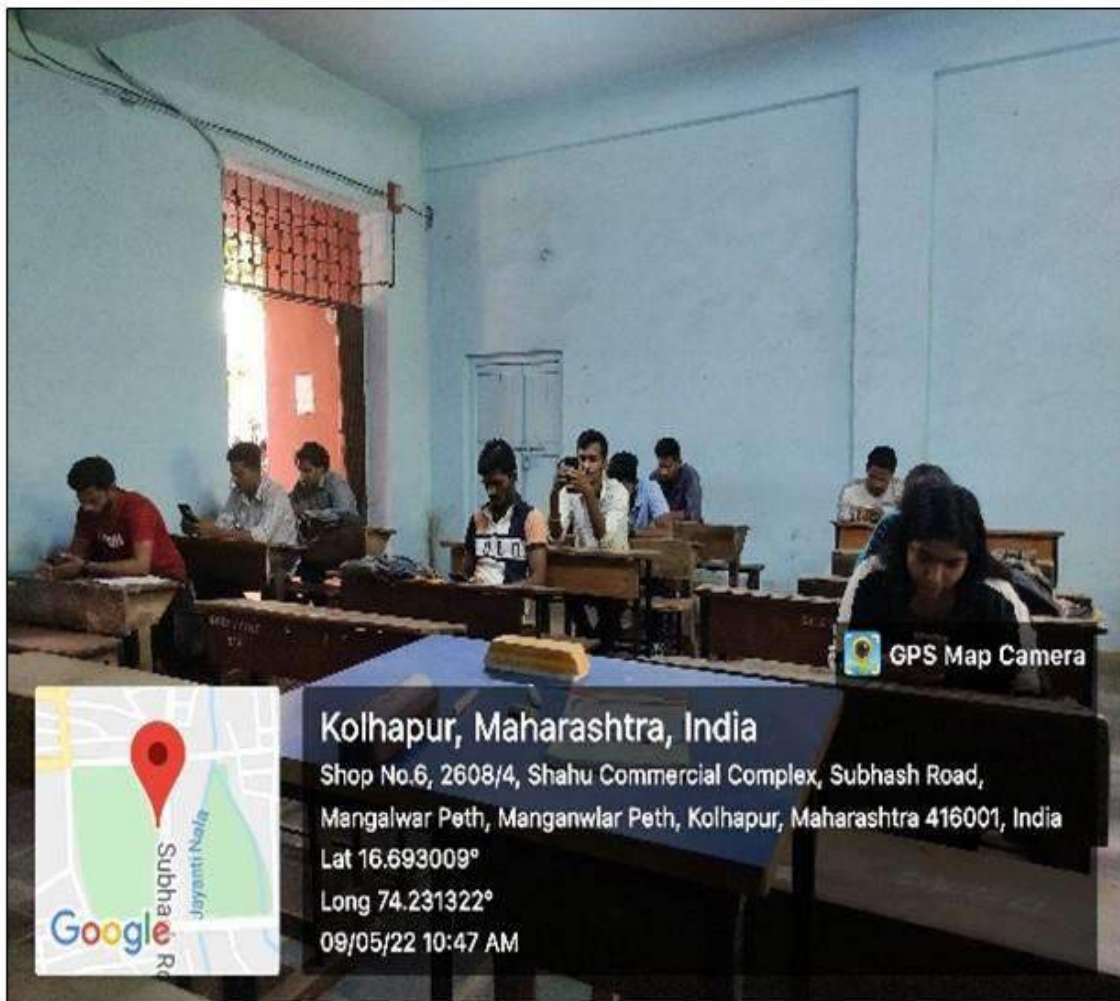 GPS Map Camera
Kolhapur, Maharashtra, India
Shop No.6, 2608/4, Shahu Commercial Complex, Subhash Road,
Mangalwar Peth, Manganwlar Peth, Kolhapur, Maharashtra 416001, India
Lat 16.693009°
Long 74.231322°
09/05/22 10:47 AM
Jayanti Nala
Google